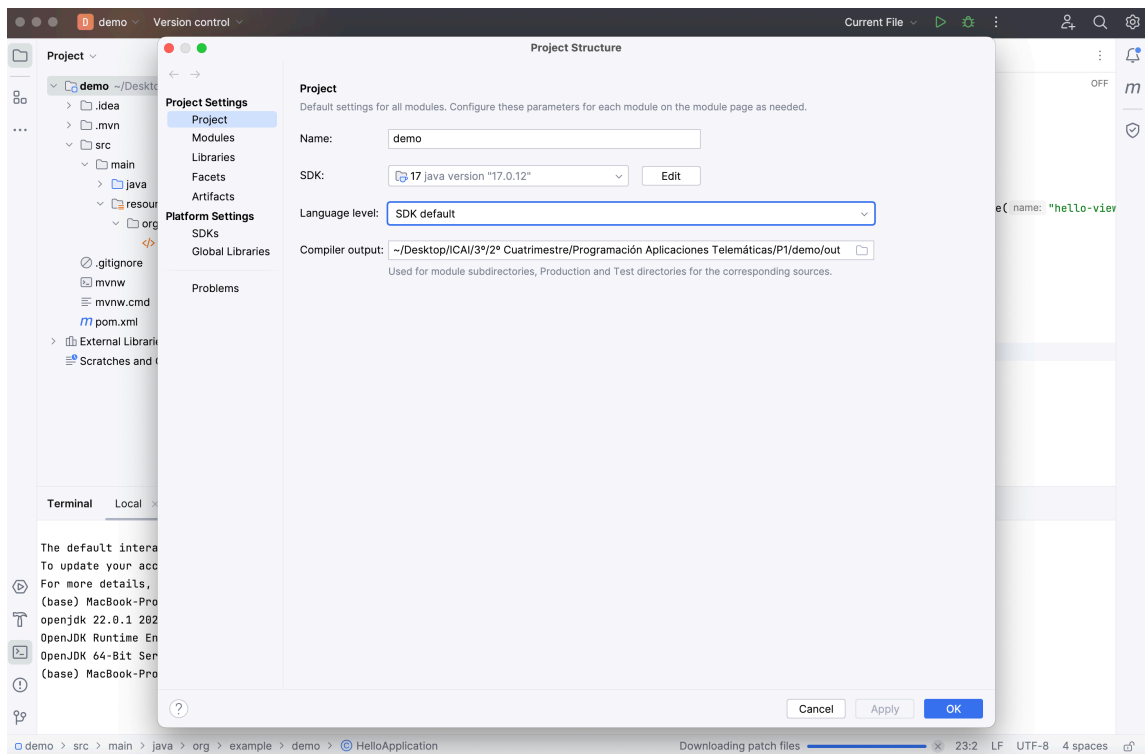 D demo Version control Current File
Project
Project Structure
demo ~/Deskto
.idea
.mvn
src
main
java
resour
org
</>
.gitignore
mvnw
mvnw.cmd
m pom.xml
External Librarie
Scratches and
Project Settings
Project
Modules
Libraries
Facets
Artifacts
Platform Settings
SDKs
Global Libraries
Problems
Project
Default settings for all modules. Configure these parameters for each module on the module page as needed.
Name: demo
SDK: 17 java version "17.0.12" Edit
Language level: SDK default
Compiler output: ~/Desktop/ICAI/3º/2º Cuatrimestre/Programación Aplicaciones Telemáticas/P1/demo/out
Used for module subdirectories, Production and Test directories for the corresponding sources.
? Cancel Apply OK
OFF
m
e( name: "hello-view
Terminal Local ×
The default intera
To update your acc
For more details,
(base) MacBook-Pro
openjdk 22.0.1 202
OpenJDK Runtime En
OpenJDK 64-Bit Ser
(base) MacBook-Pro
demo > src > main > java > org > example > demo > © HelloApplication Downloading patch files 23:2 LF UTF-8 4 spaces